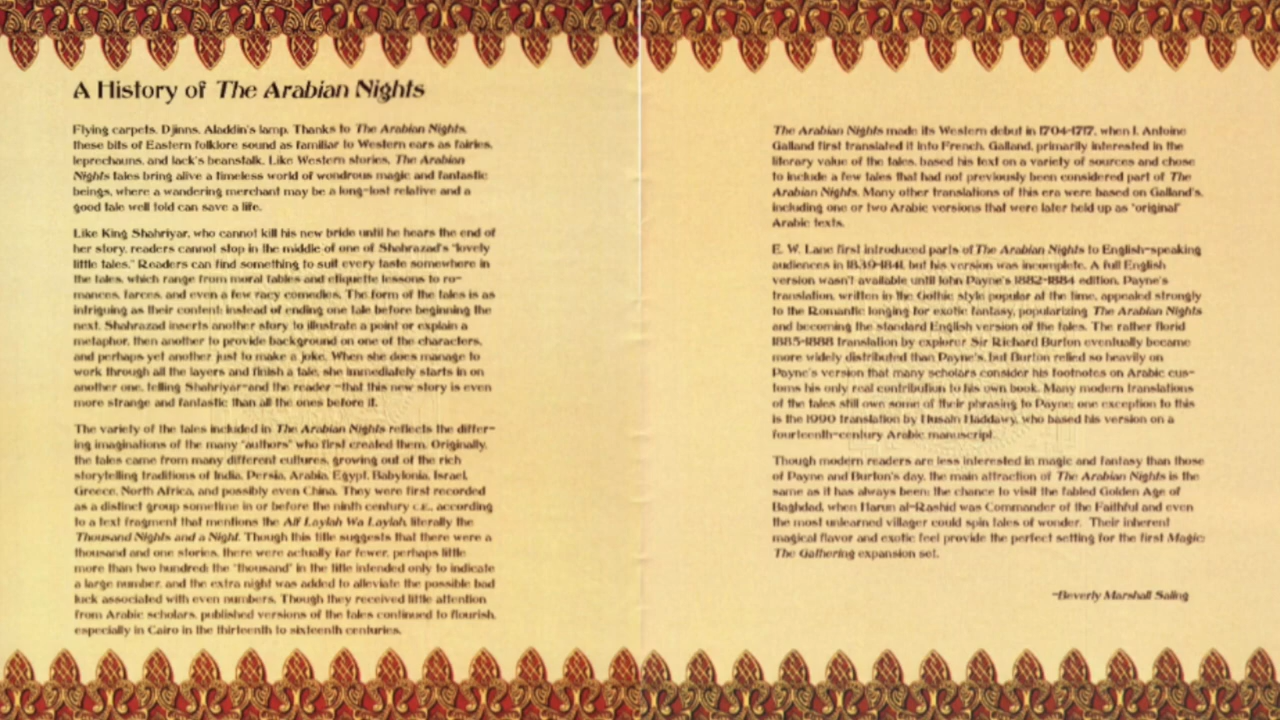 A History of The Arabian Nights
Flying carpets. Djinns. Aladdin's lamp. Thanks to The Arabian Nights,
these bits of Eastern folklore sound as familiar to Western ears as fairies,
leprechauns, and Jack's beanstalk. Like Western stories, The Arabian
Nights tales bring alive a timeless world of wondrous magic and fantastic
beings, where a wandering merchant may be a long-lost relative and a
good tale well told can save a life.
Like King Shahriyar, who cannot kill his new bride until he hears the end of
her story, readers cannot stop in the middle of one of Shahrazad's "lovely
little tales." Readers can find something to suit every taste somewhere in
the tales, which range from moral fables and etiquette lessons to ro-
mances, farces, and even a few racy comedies. The form of the tales is as
intriguing as their content: instead of ending one tale before beginning the
next, Shahrazad inserts another story to illustrate a point or explain a
metaphor, then another to provide background on one of the characters,
and perhaps yet another just to make a joke. When she does manage to
work through all the layers and finish a tale, she immediately starts in on
another one, telling Shahriyar-and the reader -that this new story is even
more strange and fantastic than all the ones before it.
The variety of the tales included in The Arabian Nights reflects the differ-
ing imaginations of the many "authors" who first created them. Originally,
the tales came from many different cultures, growing out of the rich
storytelling traditions of India, Persia, Arabia, Egypt, Babylonia, Israel,
Greece, North Africa, and possibly even China. They were first recorded
as a distinct group sometime in or before the ninth century C.E., according
to a text fragment that mentions the Alf Laylah Wa Laylah, literally the
Thousand Nights and a Night. Though this title suggests that there were a
thousand and one stories, there were actually far fewer, perhaps little
more than two hundred; the "thousand" in the title intended only to indicate
a large number, and the extra night was added to alleviate the possible bad
luck associated with even numbers. Though they received little attention
from Arabic scholars, published versions of the tales continued to flourish,
especially in Cairo in the thirteenth to sixteenth centuries.
The Arabian Nights made its Western debut in 1704-1717, when J. Antoine
Galland first translated it into French. Galland, primarily interested in the
literary value of the tales, based his text on a variety of sources and chose
to include a few tales that had not previously been considered part of The
Arabian Nights. Many other translations of this era were based on Galland's,
including one or two Arabic versions that were later held up as "original"
Arabic texts.
E. W. Lane first introduced parts of The Arabian Nights to English-speaking
audiences in 1839-1841, but his version was incomplete. A full English
version wasn't available until John Payne's 1882-1884 edition. Payne's
translation, written in the Gothic style popular at the time, appealed strongly
to the Romantic longing for exotic fantasy, popularizing The Arabian Nights
and becoming the standard English version of the tales. The rather florid
1885-1888 translation by explorer Sir Richard Burton eventually became
more widely distributed than Payne's, but Burton relied so heavily on
Payne's version that many scholars consider his footnotes on Arabic cus-
toms his only real contribution to his own book. Many modern translations
of the tales still owe some of their phrasing to Payne; one exception to this
is the 1990 translation by Husain Haddawy, who based his version on a
fourteenth-century Arabic manuscript.
Though modern readers are less interested in magic and fantasy than those
of Payne and Burton's day, the main attraction of The Arabian Nights is the
same as it has always been: the chance to visit the fabled Golden Age of
Baghdad, when Harun al-Rashid was Commander of the Faithful and even
the most unlearned villager could spin tales of wonder. Their inherent
magical flavor and exotic feel provide the perfect setting for the first Magic:
The Gathering expansion set.
-Beverly Marshall Saling